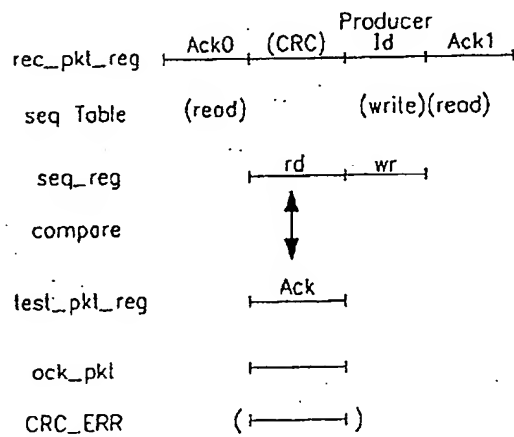 Producer
rec_pkt_reg Ack0 (CRC) Id Ack1
seq Table (read) (write)(read)
seq_reg rd wr
compare
test_pkt_reg Ack
ack_pkt
CRC_ERR ( )